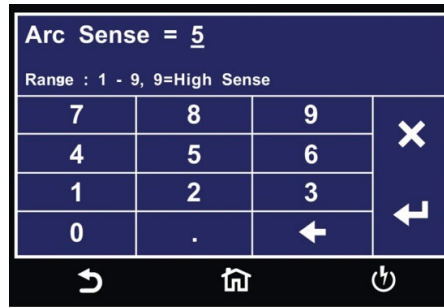 Arc Sense = 5
Range : 1 - 9, 9=High Sense
7 8 9
4 5 6
1 2 3
0 .